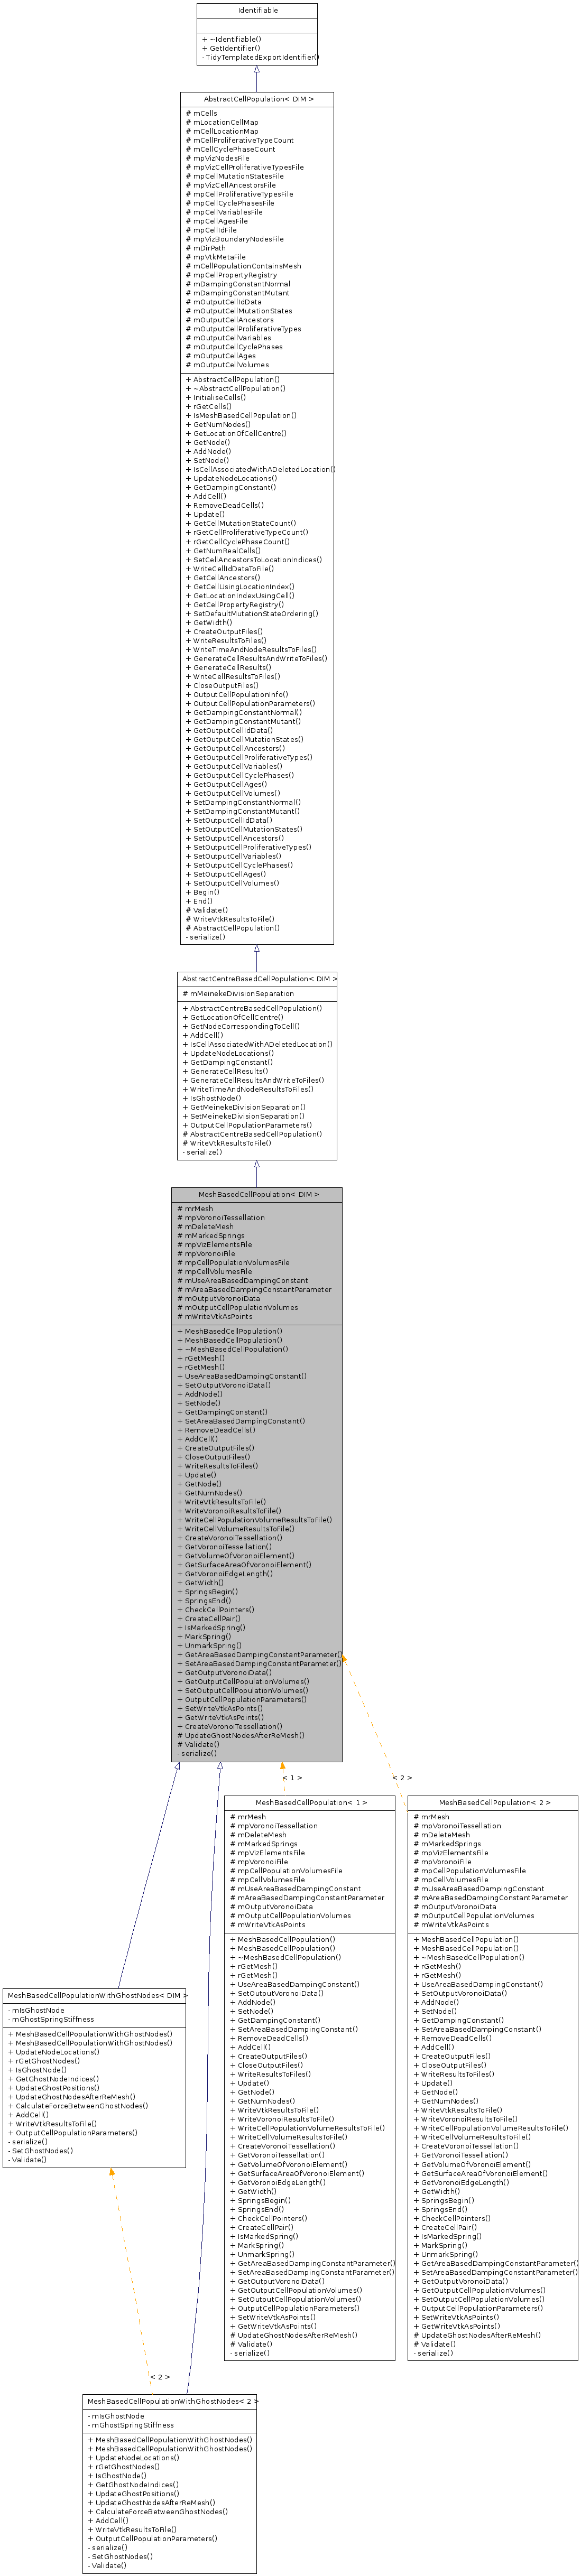 Identifiable
+ ~Identifiable()
+ GetIdentifier()
- TidyTemplatedExportIdentifier()
AbstractCellPopulation< DIM >
# mCells
# mLocationCellMap
# mCellLocationMap
# mCellProliferativeTypeCount
# mCellCyclePhaseCount
# mpVizNodesFile
# mpVizCellProliferativeTypesFile
# mpCellMutationStatesFile
# mpVizCellAncestorsFile
# mpCellProliferativeTypesFile
# mpCellCyclePhasesFile
# mpCellVariablesFile
# mpCellAgesFile
# mpCellIdFile
# mpVizBoundaryNodesFile
# mDirPath
# mpVtkMetaFile
# mCellPopulationContainsMesh
# mpCellPropertyRegistry
# mDampingConstantNormal
# mDampingConstantMutant
# mOutputCellIdData
# mOutputCellMutationStates
# mOutputCellAncestors
# mOutputCellProliferativeTypes
# mOutputCellVariables
# mOutputCellCyclePhases
# mOutputCellAges
# mOutputCellVolumes
+ AbstractCellPopulation()
+ ~AbstractCellPopulation()
+ InitialiseCells()
+ rGetCells()
+ IsMeshBasedCellPopulation()
+ GetNumNodes()
+ GetLocationOfCellCentre()
+ GetNode()
+ AddNode()
+ SetNode()
+ IsCellAssociatedWithADeletedLocation()
+ UpdateNodeLocations()
+ GetDampingConstant()
+ AddCell()
+ RemoveDeadCells()
+ Update()
+ GetCellMutationStateCount()
+ rGetCellProliferativeTypeCount()
+ rGetCellCyclePhaseCount()
+ GetNumRealCells()
+ SetCellAncestorsToLocationIndices()
+ WriteCellIdDataToFile()
+ GetCellAncestors()
+ GetCellUsingLocationIndex()
+ GetLocationIndexUsingCell()
+ GetCellPropertyRegistry()
+ SetDefaultMutationStateOrdering()
+ GetWidth()
+ CreateOutputFiles()
+ WriteResultsToFiles()
+ WriteTimeAndNodeResultsToFiles()
+ GenerateCellResultsAndWriteToFiles()
+ GenerateCellResults()
+ WriteCellResultsToFiles()
+ CloseOutputFiles()
+ OutputCellPopulationInfo()
+ OutputCellPopulationParameters()
+ GetDampingConstantNormal()
+ GetDampingConstantMutant()
+ GetOutputCellIdData()
+ GetOutputCellMutationStates()
+ GetOutputCellAncestors()
+ GetOutputCellProliferativeTypes()
+ GetOutputCellVariables()
+ GetOutputCellCyclePhases()
+ GetOutputCellAges()
+ GetOutputCellVolumes()
+ SetDampingConstantNormal()
+ SetDampingConstantMutant()
+ SetOutputCellIdData()
+ SetOutputCellMutationStates()
+ SetOutputCellAncestors()
+ SetOutputCellProliferativeTypes()
+ SetOutputCellVariables()
+ SetOutputCellCyclePhases()
+ SetOutputCellAges()
+ SetOutputCellVolumes()
+ Begin()
+ End()
# Validate()
# WriteVtkResultsToFile()
# AbstractCellPopulation()
- serialize()
AbstractCentreBasedCellPopulation< DIM >
# mMeinekeDivisionSeparation
+ AbstractCentreBasedCellPopulation()
+ GetLocationOfCellCentre()
+ GetNodeCorrespondingToCell()
+ AddCell()
+ IsCellAssociatedWithADeletedLocation()
+ UpdateNodeLocations()
+ GetDampingConstant()
+ GenerateCellResults()
+ GenerateCellResultsAndWriteToFiles()
+ WriteTimeAndNodeResultsToFiles()
+ IsGhostNode()
+ GetMeinekeDivisionSeparation()
+ SetMeinekeDivisionSeparation()
+ OutputCellPopulationParameters()
# AbstractCentreBasedCellPopulation()
# WriteVtkResultsToFile()
- serialize()
MeshBasedCellPopulation< DIM >
# mrMesh
# mpVoronoiTessellation
# mDeleteMesh
# mMarkedSprings
# mpVizElementsFile
# mpVoronoiFile
# mpCellPopulationVolumesFile
# mpCellVolumesFile
# mUseAreaBasedDampingConstant
# mAreaBasedDampingConstantParameter
# mOutputVoronoiData
# mOutputCellPopulationVolumes
# mWriteVtkAsPoints
+ MeshBasedCellPopulation()
+ MeshBasedCellPopulation()
+ ~MeshBasedCellPopulation()
+ rGetMesh()
+ rGetMesh()
+ UseAreaBasedDampingConstant()
+ SetOutputVoronoiData()
+ AddNode()
+ SetNode()
+ GetDampingConstant()
+ SetAreaBasedDampingConstant()
+ RemoveDeadCells()
+ AddCell()
+ CreateOutputFiles()
+ CloseOutputFiles()
+ WriteResultsToFiles()
+ Update()
+ GetNode()
+ GetNumNodes()
+ WriteVtkResultsToFile()
+ WriteVoronoiResultsToFile()
+ WriteCellPopulationVolumeResultsToFile()
+ WriteCellVolumeResultsToFile()
+ CreateVoronoiTessellation()
+ GetVoronoiTessellation()
+ GetVolumeOfVoronoiElement()
+ GetSurfaceAreaOfVoronoiElement()
+ GetVoronoiEdgeLength()
+ GetWidth()
+ SpringsBegin()
+ SpringsEnd()
+ CheckCellPointers()
+ CreateCellPair()
+ IsMarkedSpring()
+ MarkSpring()
+ UnmarkSpring()
+ GetAreaBasedDampingConstantParameter()
+ SetAreaBasedDampingConstantParameter()
+ GetOutputVoronoiData()
+ GetOutputCellPopulationVolumes()
+ SetOutputCellPopulationVolumes()
+ OutputCellPopulationParameters()
+ SetWriteVtkAsPoints()
+ GetWriteVtkAsPoints()
+ CreateVoronoiTessellation()
# UpdateGhostNodesAfterReMesh()
# Validate()
- serialize()
< 1 >
< 2 >
MeshBasedCellPopulation< 1 >
# mrMesh
# mpVoronoiTessellation
# mDeleteMesh
# mMarkedSprings
# mpVizElementsFile
# mpVoronoiFile
# mpCellPopulationVolumesFile
# mpCellVolumesFile
# mUseAreaBasedDampingConstant
# mAreaBasedDampingConstantParameter
# mOutputVoronoiData
# mOutputCellPopulationVolumes
# mWriteVtkAsPoints
+ MeshBasedCellPopulation()
+ MeshBasedCellPopulation()
+ ~MeshBasedCellPopulation()
+ rGetMesh()
+ rGetMesh()
+ UseAreaBasedDampingConstant()
+ SetOutputVoronoiData()
+ AddNode()
+ SetNode()
+ GetDampingConstant()
+ SetAreaBasedDampingConstant()
+ RemoveDeadCells()
+ AddCell()
+ CreateOutputFiles()
+ CloseOutputFiles()
+ WriteResultsToFiles()
+ Update()
+ GetNode()
+ GetNumNodes()
+ WriteVtkResultsToFile()
+ WriteVoronoiResultsToFile()
+ WriteCellPopulationVolumeResultsToFile()
+ WriteCellVolumeResultsToFile()
+ CreateVoronoiTessellation()
+ GetVoronoiTessellation()
+ GetVolumeOfVoronoiElement()
+ GetSurfaceAreaOfVoronoiElement()
+ GetVoronoiEdgeLength()
+ GetWidth()
+ SpringsBegin()
+ SpringsEnd()
+ CheckCellPointers()
+ CreateCellPair()
+ IsMarkedSpring()
+ MarkSpring()
+ UnmarkSpring()
+ GetAreaBasedDampingConstantParameter()
+ SetAreaBasedDampingConstantParameter()
+ GetOutputVoronoiData()
+ GetOutputCellPopulationVolumes()
+ SetOutputCellPopulationVolumes()
+ OutputCellPopulationParameters()
+ SetWriteVtkAsPoints()
+ GetWriteVtkAsPoints()
# UpdateGhostNodesAfterReMesh()
# Validate()
- serialize()
MeshBasedCellPopulation< 2 >
# mrMesh
# mpVoronoiTessellation
# mDeleteMesh
# mMarkedSprings
# mpVizElementsFile
# mpVoronoiFile
# mpCellPopulationVolumesFile
# mpCellVolumesFile
# mUseAreaBasedDampingConstant
# mAreaBasedDampingConstantParameter
# mOutputVoronoiData
# mOutputCellPopulationVolumes
# mWriteVtkAsPoints
+ MeshBasedCellPopulation()
+ MeshBasedCellPopulation()
+ ~MeshBasedCellPopulation()
+ rGetMesh()
+ rGetMesh()
+ UseAreaBasedDampingConstant()
+ SetOutputVoronoiData()
+ AddNode()
+ SetNode()
+ GetDampingConstant()
+ SetAreaBasedDampingConstant()
+ RemoveDeadCells()
+ AddCell()
+ CreateOutputFiles()
+ CloseOutputFiles()
+ WriteResultsToFiles()
+ Update()
+ GetNode()
+ GetNumNodes()
+ WriteVtkResultsToFile()
+ WriteVoronoiResultsToFile()
+ WriteCellPopulationVolumeResultsToFile()
+ WriteCellVolumeResultsToFile()
+ CreateVoronoiTessellation()
+ GetVoronoiTessellation()
+ GetVolumeOfVoronoiElement()
+ GetSurfaceAreaOfVoronoiElement()
+ GetVoronoiEdgeLength()
+ GetWidth()
+ SpringsBegin()
+ SpringsEnd()
+ CheckCellPointers()
+ CreateCellPair()
+ IsMarkedSpring()
+ MarkSpring()
+ UnmarkSpring()
+ GetAreaBasedDampingConstantParameter()
+ SetAreaBasedDampingConstantParameter()
+ GetOutputVoronoiData()
+ GetOutputCellPopulationVolumes()
+ SetOutputCellPopulationVolumes()
+ OutputCellPopulationParameters()
+ SetWriteVtkAsPoints()
+ GetWriteVtkAsPoints()
# UpdateGhostNodesAfterReMesh()
# Validate()
- serialize()
MeshBasedCellPopulationWithGhostNodes< DIM >
- mIsGhostNode
- mGhostSpringStiffness
+ MeshBasedCellPopulationWithGhostNodes()
+ MeshBasedCellPopulationWithGhostNodes()
+ UpdateNodeLocations()
+ rGetGhostNodes()
+ IsGhostNode()
+ GetGhostNodeIndices()
+ UpdateGhostPositions()
+ UpdateGhostNodesAfterReMesh()
+ CalculateForceBetweenGhostNodes()
+ AddCell()
+ WriteVtkResultsToFile()
+ OutputCellPopulationParameters()
- serialize()
- SetGhostNodes()
- Validate()
< 2 >
MeshBasedCellPopulationWithGhostNodes< 2 >
- mIsGhostNode
- mGhostSpringStiffness
+ MeshBasedCellPopulationWithGhostNodes()
+ MeshBasedCellPopulationWithGhostNodes()
+ UpdateNodeLocations()
+ rGetGhostNodes()
+ IsGhostNode()
+ GetGhostNodeIndices()
+ UpdateGhostPositions()
+ UpdateGhostNodesAfterReMesh()
+ CalculateForceBetweenGhostNodes()
+ AddCell()
+ WriteVtkResultsToFile()
+ OutputCellPopulationParameters()
- serialize()
- SetGhostNodes()
- Validate()